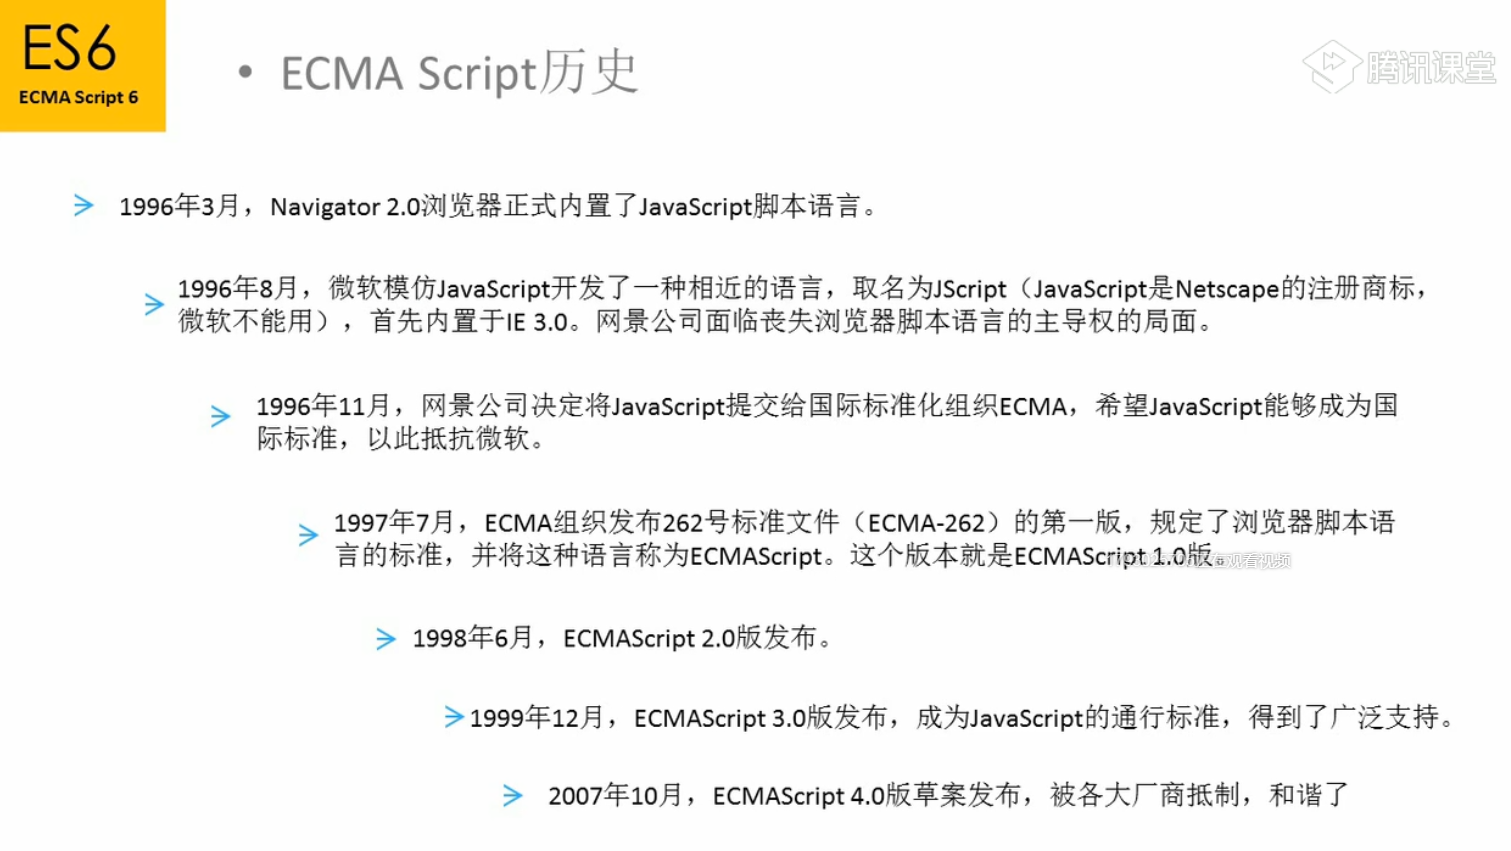 ES6
ECMA Script 6
• ECMA Script历史
腾讯课堂
1996年3月，Navigator 2.0浏览器正式内置了JavaScript脚本语言。
1996年8月，微软模仿JavaScript开发了一种相近的语言，取名为JScript（JavaScript是Netscape的注册商标，
微软不能用），首先内置于IE 3.0。网景公司面临丧失浏览器脚本语言的主导权的局面。
1996年11月，网景公司决定将JavaScript提交给国际标准化组织ECMA，希望JavaScript能够成为国
际标准，以此抵抗微软。
1997年7月，ECMA组织发布262号标准文件（ECMA-262）的第一版，规定了浏览器脚本语
言的标准，并将这种语言称为ECMAScript。这个版本就是ECMAScript 1.0版。
在观看视频
1998年6月，ECMAScript 2.0版发布。
1999年12月，ECMAScript 3.0版发布，成为JavaScript的通行标准，得到了广泛支持。
2007年10月，ECMAScript 4.0版草案发布，被各大厂商抵制，和谐了